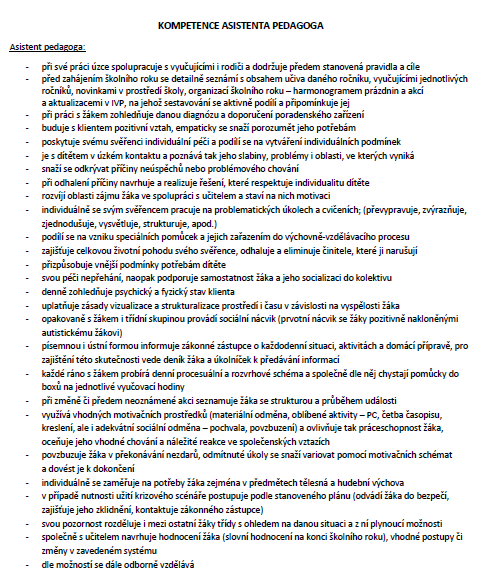 KOMPETENCE ASISTENTA PEDAGOGA
Asistent pedagoga:
- při své práci úzce spolupracuje s vyučujícími i rodiči a dodržuje předem stanovená pravidla a cíle
- před zahájením školního roku se detailně seznámí s obsahem učiva daného ročníku, vyučujícími jednotlivých
ročníků, novinkami v prostředí školy, organizací školního roku – harmonogramem prázdnin a akcí
a aktualizacemi v IVP, na jehož sestavování se aktivně podílí a připomínkuje jej
- při práci s žákem zohledňuje danou diagnózu a doporučení poradenského zařízení
- buduje s klientem pozitivní vztah, empaticky se snaží porozumět jeho potřebám
- poskytuje svému svěřenci individuální péči a podílí se na vytváření individuálních podmínek
- je s dítětem v úzkém kontaktu a poznává tak jeho slabiny, problémy i oblasti, ve kterých vyniká
- snaží se odkrývat příčiny neúspěchů nebo problémového chování
- při odhalení příčiny navrhuje a realizuje řešení, které respektuje individualitu dítěte
- rozvíjí oblasti zájmu žáka ve spolupráci s učitelem a staví na nich motivaci
- individuálně se svým svěřencem pracuje na problematických úkolech a cvičeních; (převypravuje, zvýrazňuje,
zjednodušuje, vysvětluje, strukturuje, apod.)
- podílí se na vzniku speciálních pomůcek a jejich zařazením do výchovně-vzdělávacího procesu
- zajišťuje celkovou životní pohodu svého svěřence, odhaluje a eliminuje činitele, které ji narušují
- přizpůsobuje vnější podmínky potřebám dítěte
- svou péči nepřehání, naopak podporuje samostatnost žáka a jeho socializaci do kolektivu
- denně zohledňuje psychický a fyzický stav klienta
- uplatňuje zásady vizualizace a strukturalizace prostředí i času v závislosti na vyspělosti žáka
- opakovaně s žákem i třídní skupinou provádí sociální nácvik (prvotní nácvik se žáky pozitivně nakloněnými
autistickému žákovi)
- písemnou i ústní formou informuje zákonné zástupce o každodenní situaci, aktivitách a domácí přípravě, pro
zajištění této skutečnosti vede deník žáka a úkolníček k předávání informací
- každé ráno s žákem probírá denní procesuální a rozvrhové schéma a společně dle něj chystají pomůcky do
boxů na jednotlivé vyučovací hodiny
- při změně či předem neoznámené akci seznamuje žáka se strukturou a průběhem události
- využívá vhodných motivačních prostředků (materiální odměna, oblíbené aktivity – PC, četba časopisu,
kreslení, ale i adekvátní sociální odměna – pochvala, povzbuzení) a ovlivňuje tak práceschopnost žáka,
oceňuje jeho vhodné chování a náležité reakce ve společenských vztazích
- povzbuzuje žáka v překonávání nezdarů, odmítnuté úkoly se snaží variovat pomocí motivačních schémat
a dovést je k dokončení
- individuálně se zaměřuje na potřeby žáka zejména v předmětech tělesná a hudební výchova
- v případě nutnosti užití krizového scénáře postupuje podle stanoveného plánu (odvádí žáka do bezpečí,
zajišťuje jeho zklidnění, kontaktuje zákonného zástupce)
- svou pozornost rozděluje i mezi ostatní žáky třídy s ohledem na danou situaci a z ní plynoucí možnosti
- společně s učitelem navrhuje hodnocení žáka (slovní hodnocení na konci školního roku), vhodné postupy či
změny v zavedeném systému
- dle možností se dále odborně vzdělává